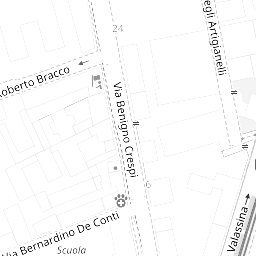 24
egli Artigianelli
oberto Bracco
Via Benigno Crespi
6
Via Bernardino De Conti
Scuola
Valassina